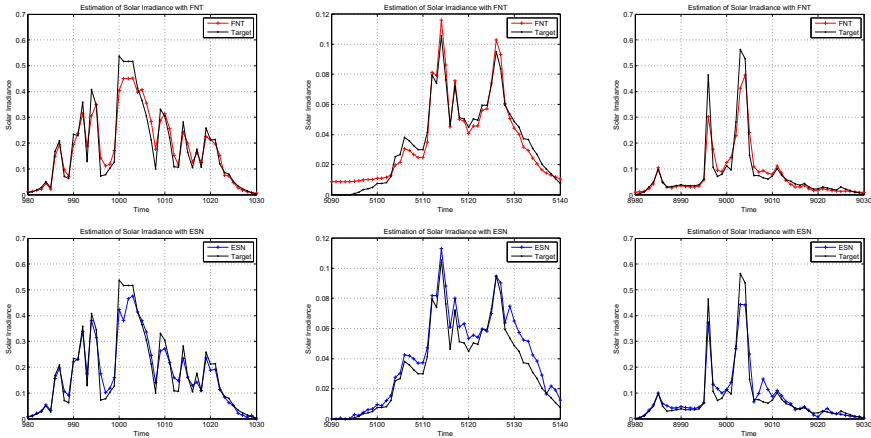 Estimation of Solar Irradiance with FNT
0.7
0.6
0.5
0.4
0.3
0.2
0.1
0
980 990 1000 1010 1020 1030
Time
Solar Irradiance
FNT
Target
Estimation of Solar Irradiance with FNT
0.12
0.1
0.08
0.06
0.04
0.02
0
5090 5100 5110 5120 5130 5140
Time
Solar Irradiance
FNT
Target
Estimation of Solar Irradiance with FNT
0.7
0.6
0.5
0.4
0.3
0.2
0.1
0
8980 8990 9000 9010 9020 9030
Time
Solar Irradiance
FNT
Target
Estimation of Solar Irradiance with ESN
0.7
0.6
0.5
0.4
0.3
0.2
0.1
0
980 990 1000 1010 1020 1030
Time
Solar Irradiance
ESN
Target
Estimation of Solar Irradiance with ESN
0.12
0.1
0.08
0.06
0.04
0.02
0
5090 5100 5110 5120 5130 5140
Time
Solar Irradiance
ESN
Target
Estimation of Solar Irradiance with ESN
0.7
0.6
0.5
0.4
0.3
0.2
0.1
0
8980 8990 9000 9010 9020 9030
Time
Solar Irradiance
ESN
Target